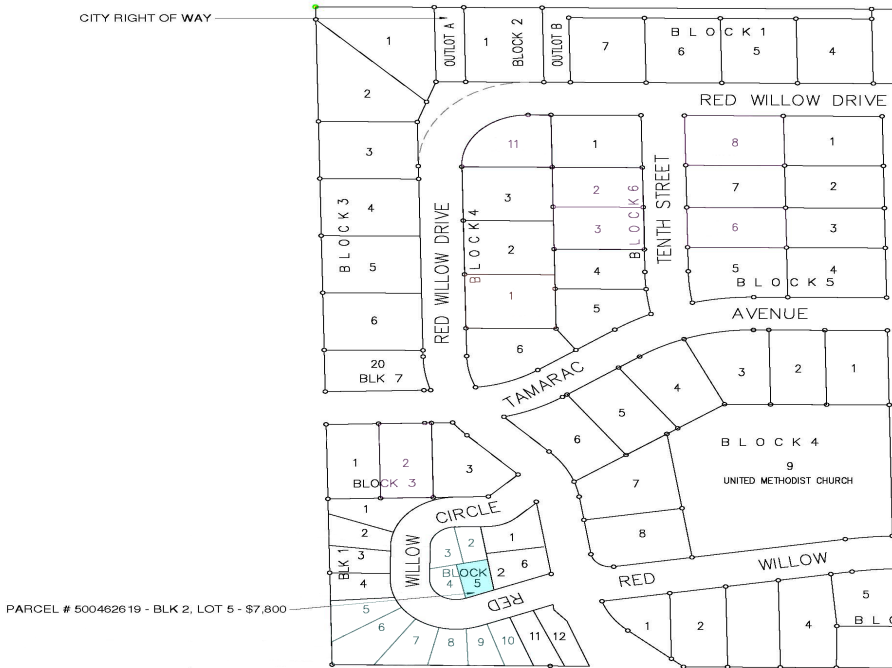 CITY RIGHT OF WAY
OUTLOT A
BLOCK 2
OUTLOT B
BLOCK 1
1
1
7
6
5
4
2
RED WILLOW DRIVE
3
11
1
8
1
BLOCK 3
4
RED WILLOW DRIVE
BLOCK 4
3
2
BLOCK 6
TENTH STREET
7
2
3
6
3
5
2
4
5
4
BLOCK 5
1
5
AVENUE
6
6
20
BLK 7
TAMARAC
3
2
1
4
5
6
BLOCK 4
9
UNITED METHODIST CHURCH
1
2
3
BLOCK 3
7
1
CIRCLE
2
8
BLK 1
3
WILLOW
3
2
1
4
BLOCK 2
6
4
5
RED
WILLOW
RED
PARCEL # 500462619 - BLK 2, LOT 5 - $7,800
5
6
7
8
9
10
11
12
1
2
4
5
BLO